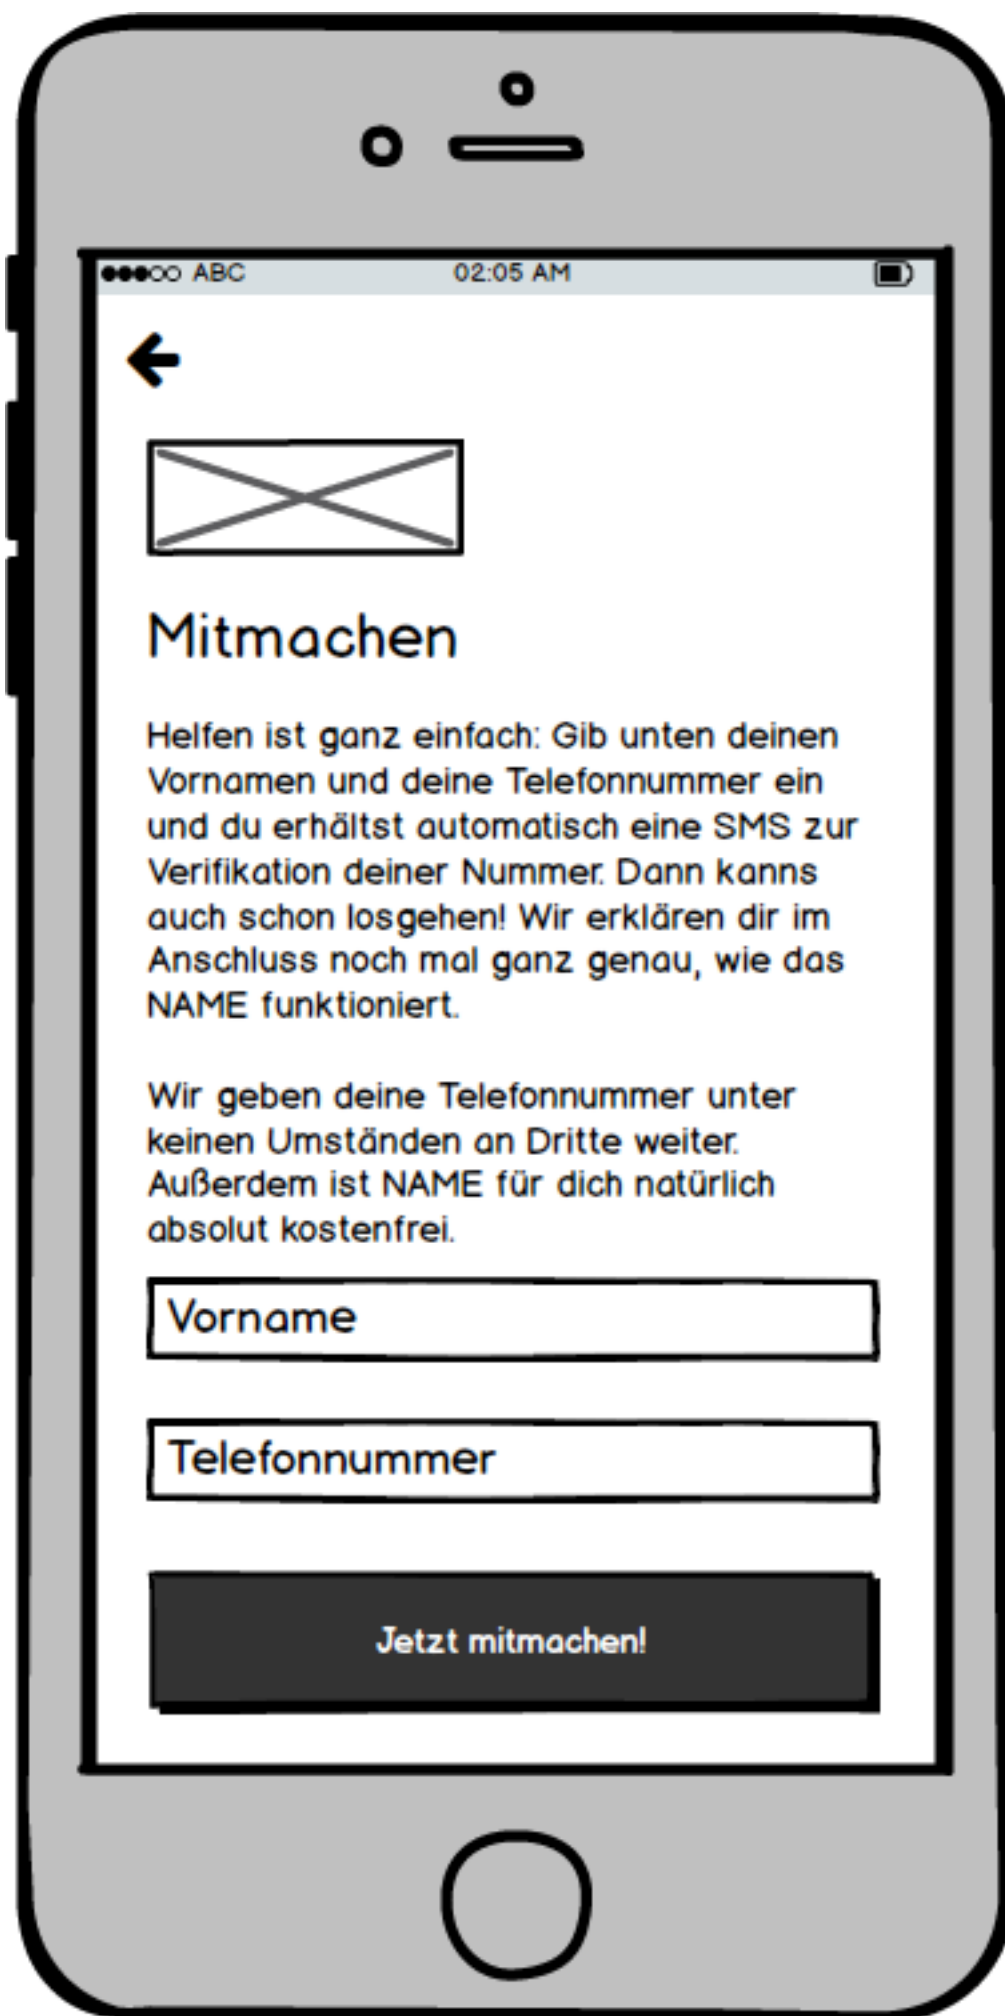 ABC 02:05 AM
Mitmachen
Helfen ist ganz einfach: Gib unten deinen
Vornamen und deine Telefonnummer ein
und du erhältst automatisch eine SMS zur
Verifikation deiner Nummer. Dann kanns
auch schon losgehen! Wir erklären dir im
Anschluss noch mal ganz genau, wie das
NAME funktioniert.
Wir geben deine Telefonnummer unter
keinen Umständen an Dritte weiter.
Außerdem ist NAME für dich natürlich
absolut kostenfrei.
Vorname
Telefonnummer
Jetzt mitmachen!